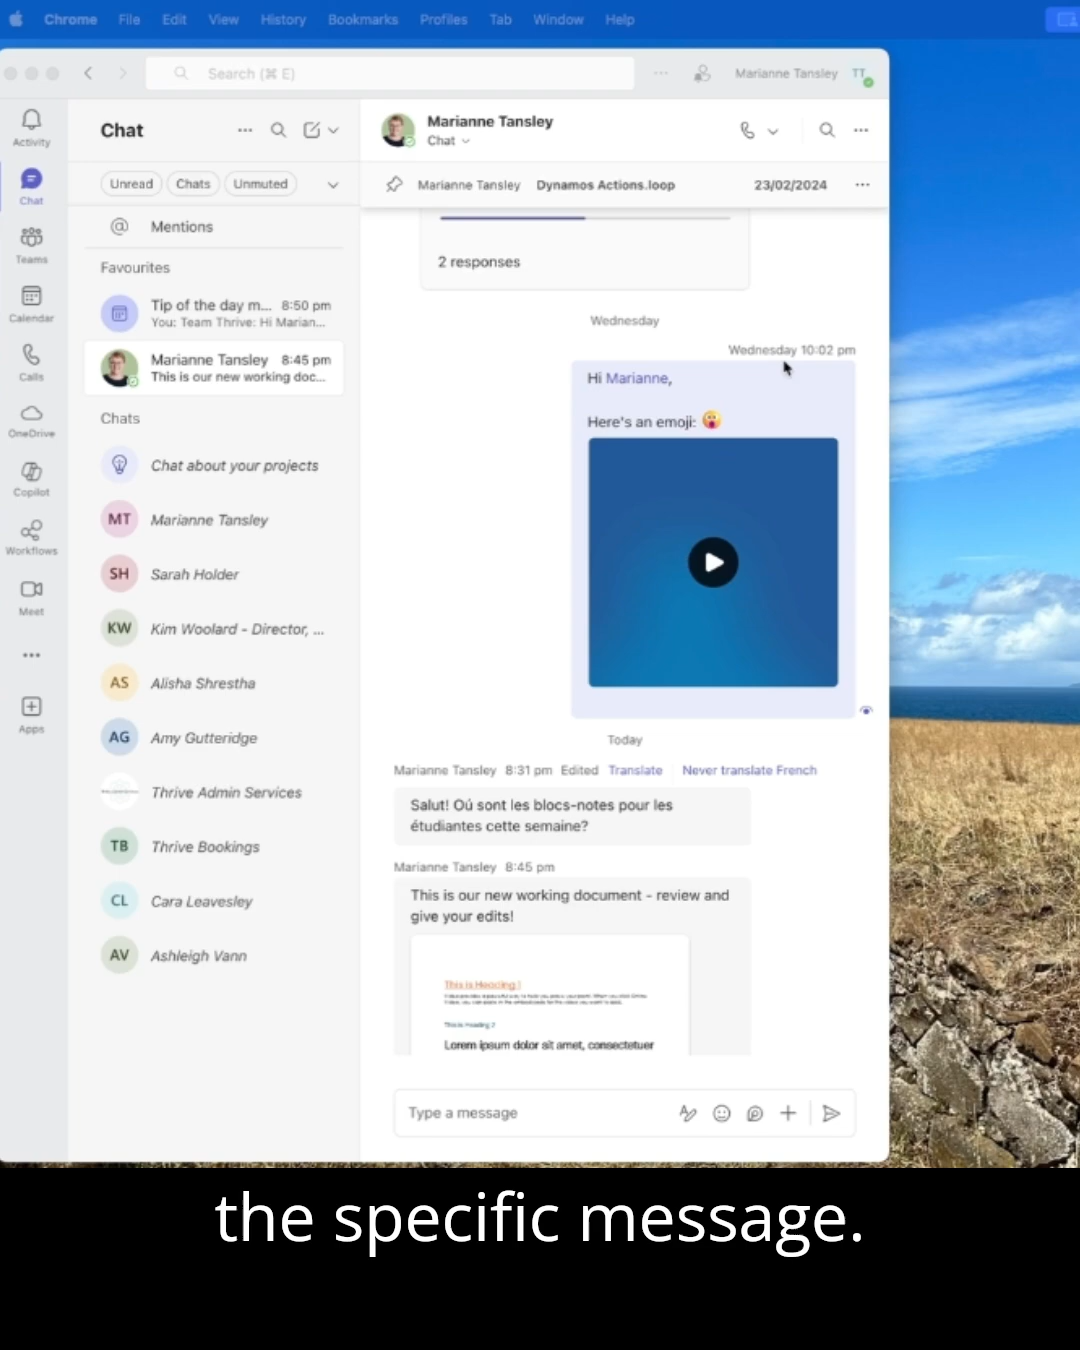 Chrome File Edit View History Bookmarks Profiles Tab Window Help
Search (⌘ E)
Marianne Tansley TT
Activity
Chat
Teams
Calendar
Calls
OneDrive
Copilot
Workflows
Meet
Apps
Chat
Unread Chats Unmuted
@ Mentions
Favourites
Tip of the day m... 8:50 pm
You: Team Thrive: Hi Marian...
Marianne Tansley 8:45 pm
This is our new working doc...
Chats
Chat about your projects
MT Marianne Tansley
SH Sarah Holder
KW Kim Woolard - Director, ...
AS Alisha Shrestha
AG Amy Gutteridge
Thrive Admin Services
TB Thrive Bookings
CL Cara Leavesley
AV Ashleigh Vann
Marianne Tansley
Chat
Marianne Tansley Dynamos Actions.loop 23/02/2024
2 responses
Wednesday
Wednesday 10:02 pm
Hi Marianne,
Here's an emoji: 😱
Today
Marianne Tansley 8:31 pm Edited Translate Never translate French
Salut! Oú sont les blocs-notes pour les
étudiantes cette semaine?
Marianne Tansley 8:45 pm
This is our new working document - review and
give your edits!
This is Heading 1
This is Heading 2
Lorem ipsum dolor sit amet, consectetuer
Type a message
the specific message.